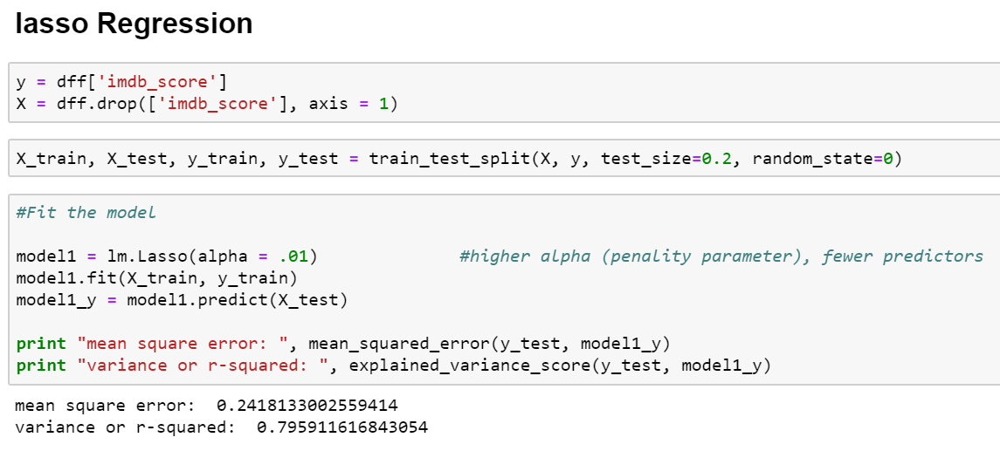 lasso Regression
y = dff['imdb_score']
X = dff.drop(['imdb_score'], axis = 1)
X_train, X_test, y_train, y_test = train_test_split(X, y, test_size=0.2, random_state=0)
#Fit the model
model1 = lm.Lasso(alpha = .01)              #higher alpha (penality parameter), fewer predictors
model1.fit(X_train, y_train)
model1_y = model1.predict(X_test)
print "mean square error: ", mean_squared_error(y_test, model1_y)
print "variance or r-squared: ", explained_variance_score(y_test, model1_y)
mean square error:  0.2418133002559414
variance or r-squared:  0.795911616843054